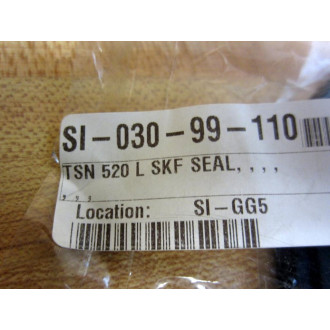 SI-030-99-110
TSN 520 L SKF SEAL, , , ,
, , ,
Location: SI-GG5